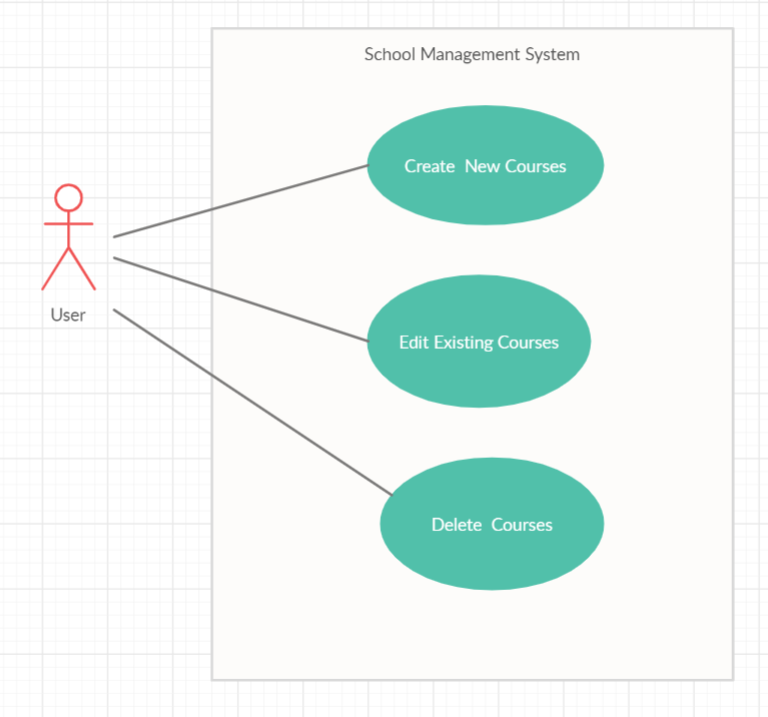 School Management System
Create  New Courses
User
Edit Existing Courses
Delete  Courses